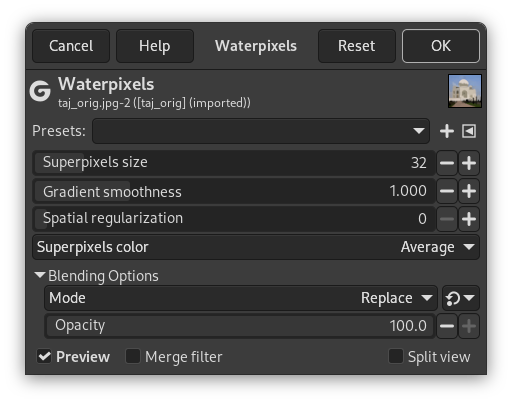 Cancel Help Waterpixels Reset OK
Waterpixels
taj_orig.jpg-2 ([taj_orig] (imported))
Presets:
Superpixels size 32
Gradient smoothness 1.000
Spatial regularization 0
Superpixels color Average
Blending Options
Mode Replace
Opacity 100.0
Preview Merge filter Split view